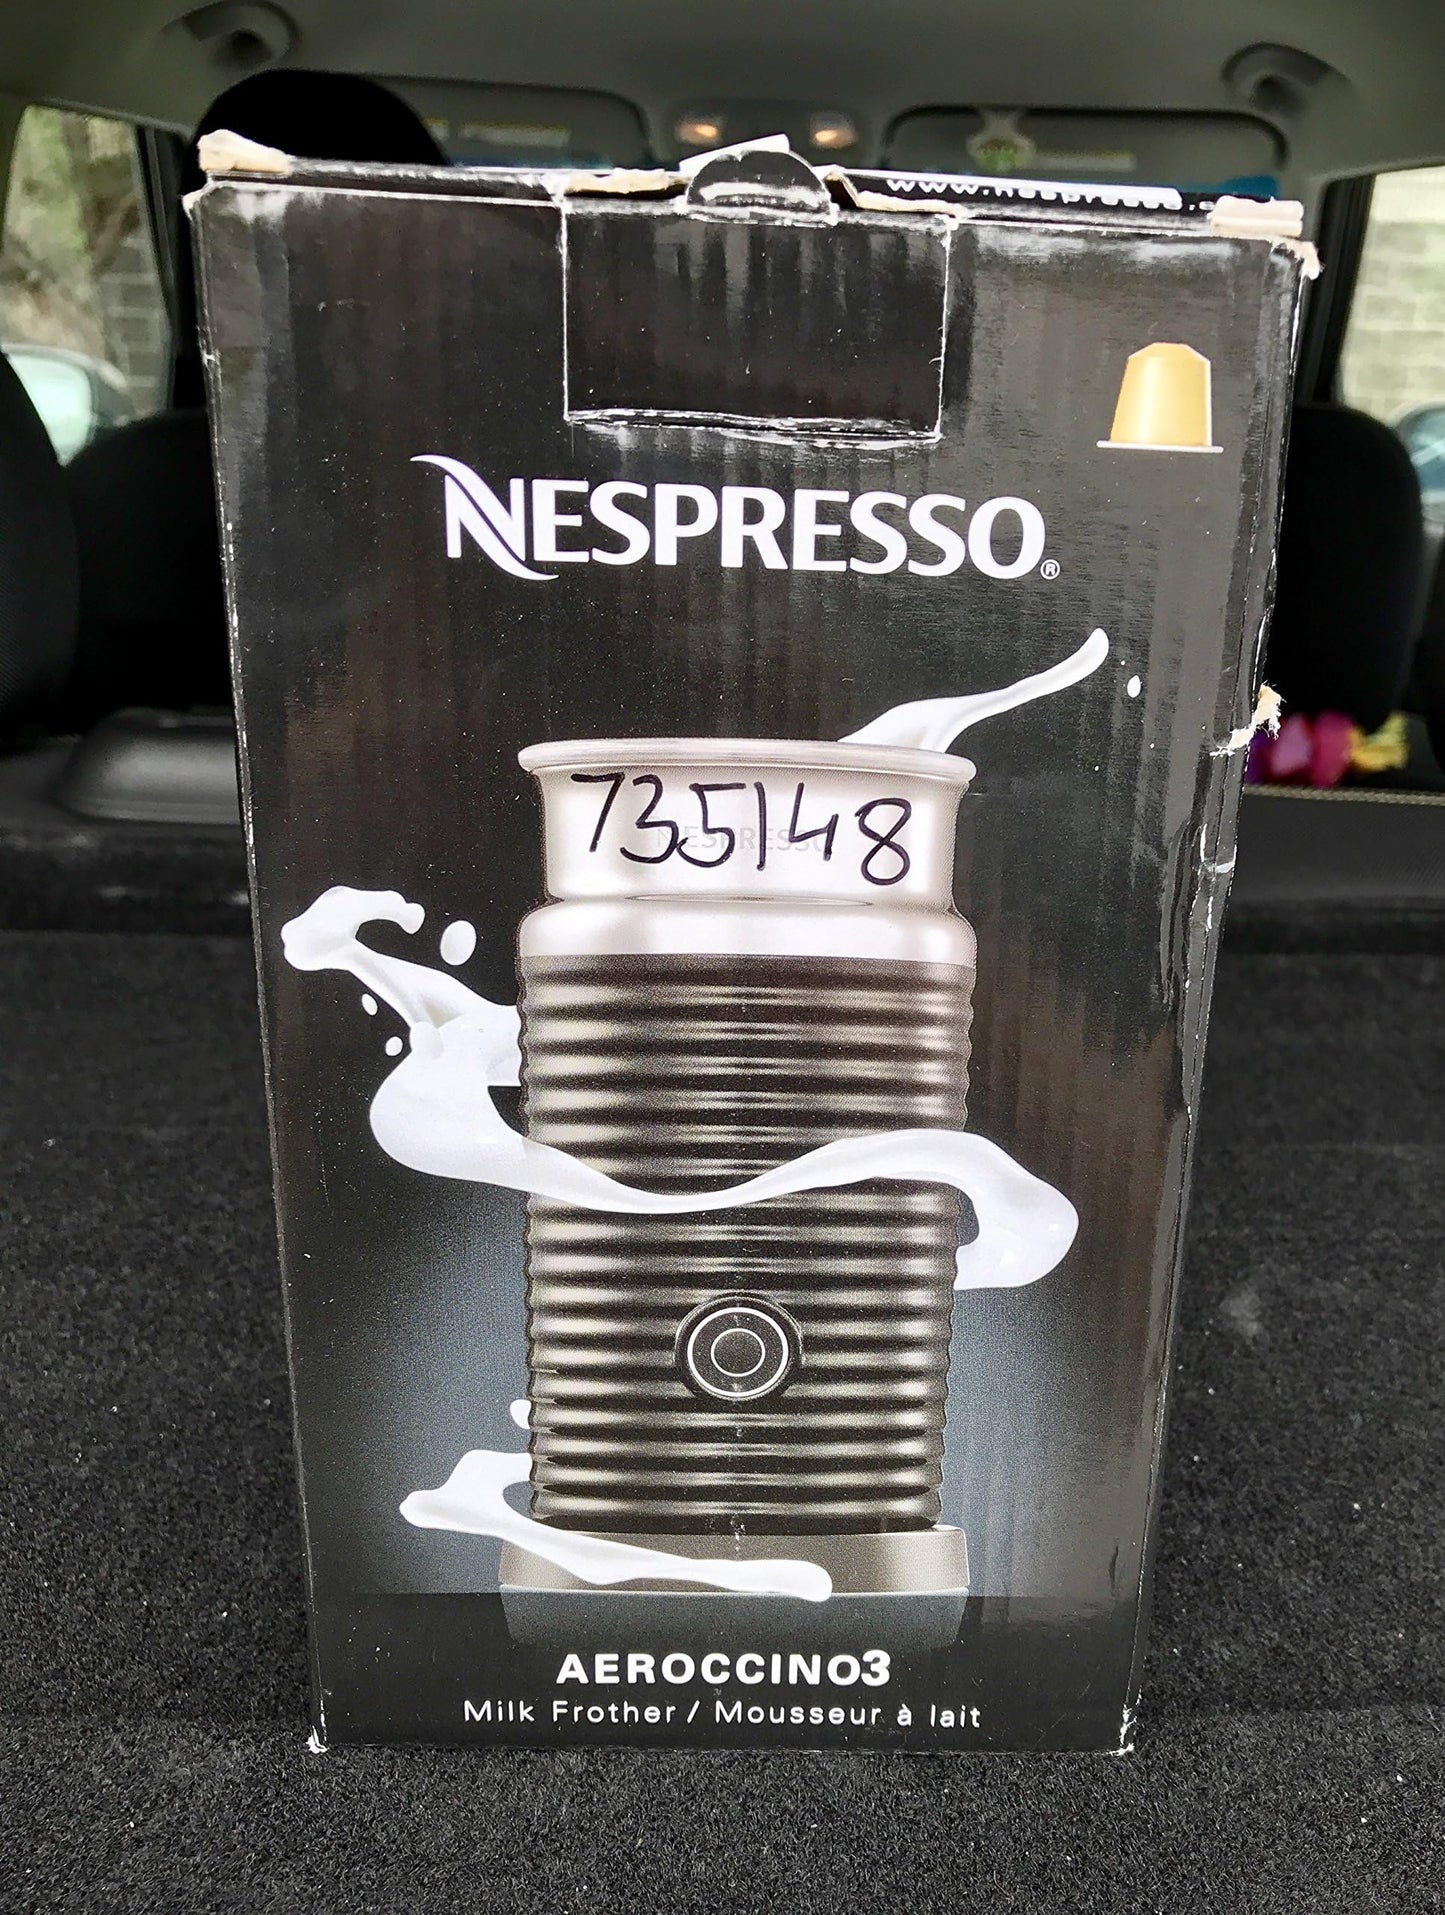 www.nespresso.c
NESPRESSO®
735148
NESPRESSO
AEROCCINO3
Milk Frother / Mousseur à lait